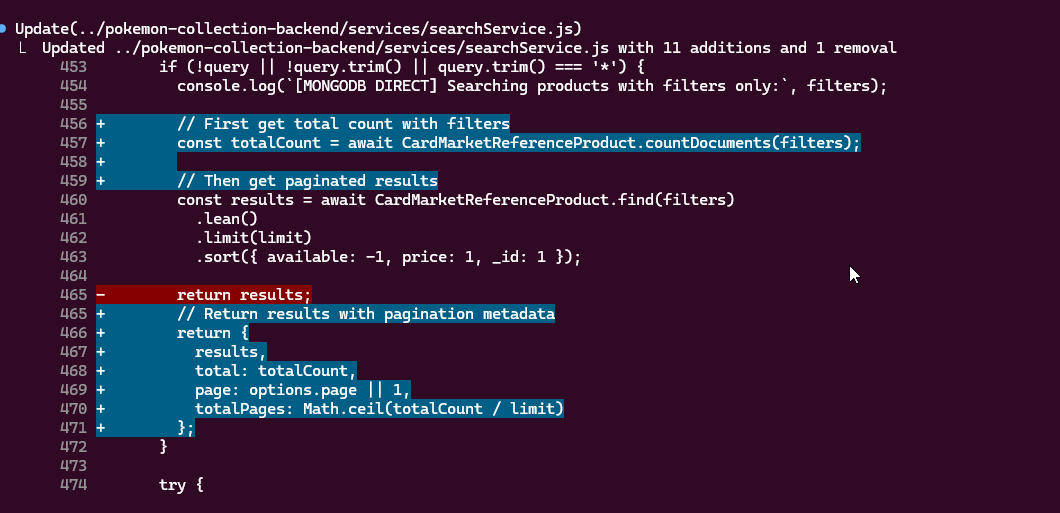 Update(../pokemon-collection-backend/services/searchService.js)
└ Updated ../pokemon-collection-backend/services/searchService.js with 11 additions and 1 removal
453        if (!query || !query.trim() || query.trim() === '*') {
454          console.log(`[MONGODB DIRECT] Searching products with filters only:`, filters);
455
456 +        // First get total count with filters
457 +        const totalCount = await CardMarketReferenceProduct.countDocuments(filters);
458 +
459 +        // Then get paginated results
460          const results = await CardMarketReferenceProduct.find(filters)
461            .lean()
462            .limit(limit)
463            .sort({ available: -1, price: 1, _id: 1 });
464
465 -        return results;
465 +        // Return results with pagination metadata
466 +        return {
467 +          results,
468 +          total: totalCount,
469 +          page: options.page || 1,
470 +          totalPages: Math.ceil(totalCount / limit)
471 +        };
472        }
473
474        try {